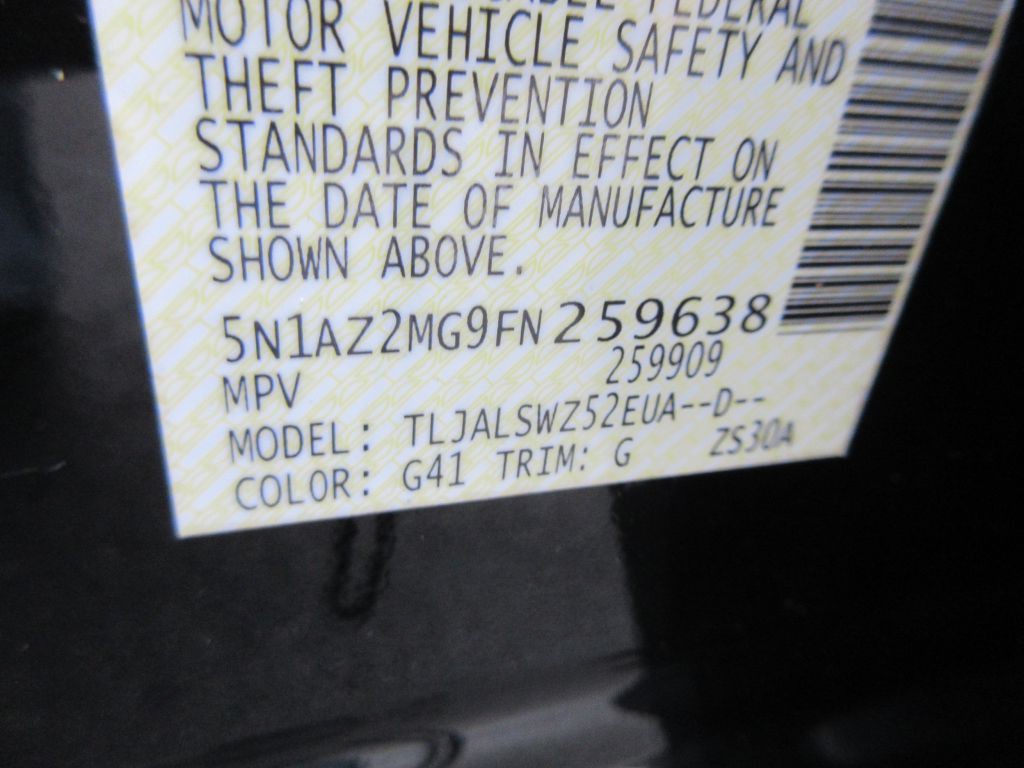 FEDERAL
MOTOR VEHICLE SAFETY AND
THEFT PREVENTION
STANDARDS IN EFFECT ON
THE DATE OF MANUFACTURE
SHOWN ABOVE.
5N1AZ2MG9FN259638
MPV 259909
MODEL: TLJALSWZ52EUA--D--
COLOR: G41 TRIM: G ZS30A